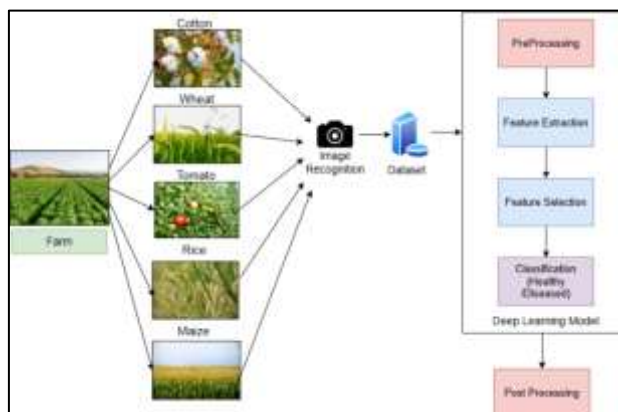 Cotton
Wheat
Tomato
Rice
Maize
Farm
Image
Recognition
Dataset
PreProcessing
Feature Extraction
Feature Selection
Classification
(Healthy
/Diseased)
Deep Learning Model
Post Processing